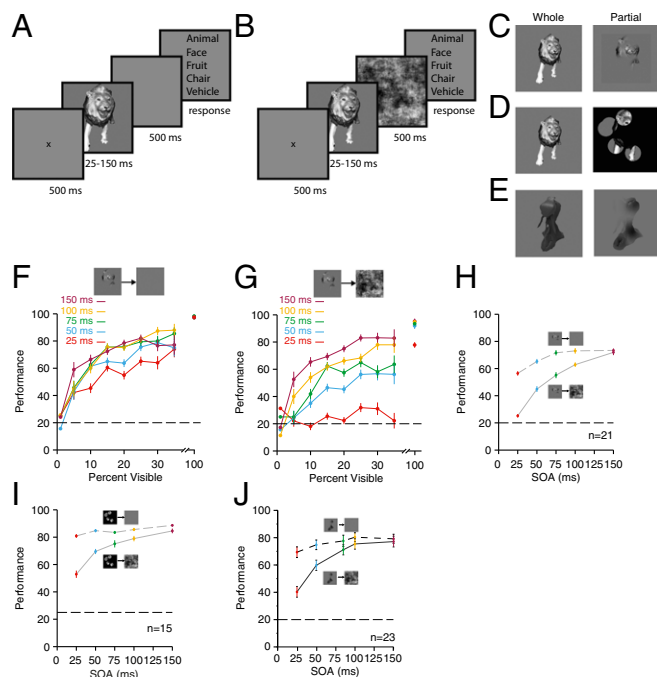 A
Animal
Face
Fruit
Chair
Vehicle
response
500 ms
25-150 ms
x
500 ms
B
Animal
Face
Fruit
Chair
Vehicle
response
500 ms
25-150 ms
x
500 ms
Whole Partial
C
D
E
F
150 ms
100 ms
75 ms
50 ms
25 ms
Performance
100
80
60
40
20
0
0 10 20 30 100
Percent Visible
G
150 ms
100 ms
75 ms
50 ms
25 ms
Performance
100
80
60
40
20
0
0 10 20 30 100
Percent Visible
H
Performance
100
80
60
40
20
0
n=21
0 25 50 75 100 125 150
SOA (ms)
I
Performance
100
80
60
40
20
0
n=15
0 25 50 75 100 125 150
SOA (ms)
J
Performance
100
80
60
40
20
0
n=23
0 25 50 75 100 125 150
SOA (ms)